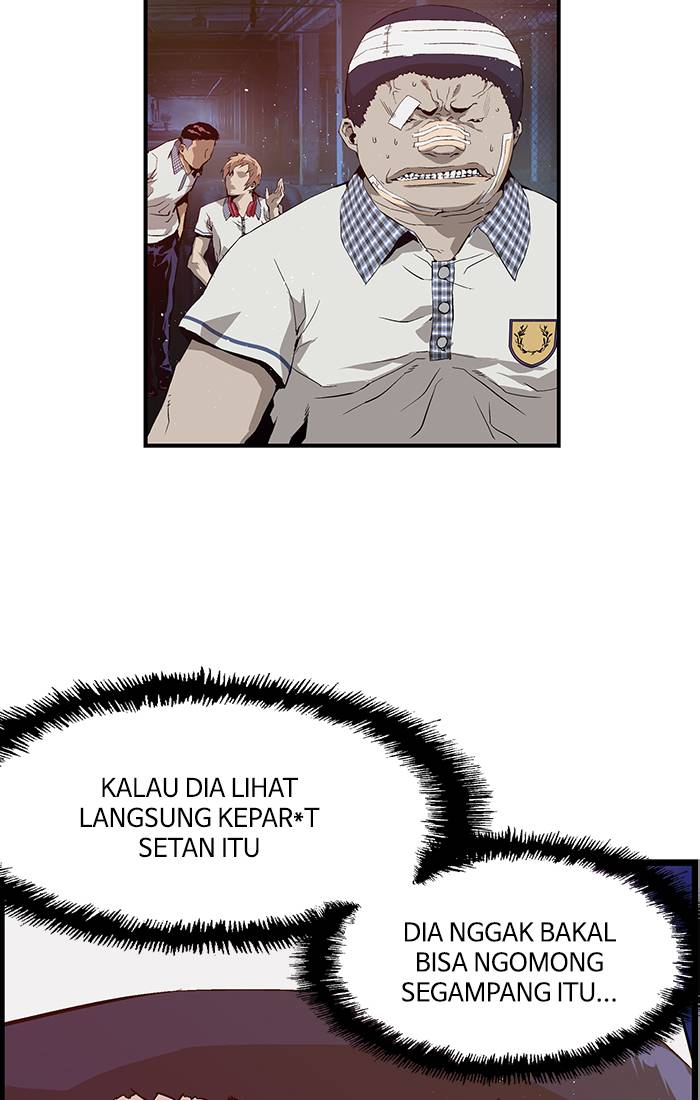 KALAU DIA LIHAT
LANGSUNG KEPAR*T
SETAN ITU
DIA NGGAK BAKAL
BISA NGOMONG
SEGAMPANG ITU...